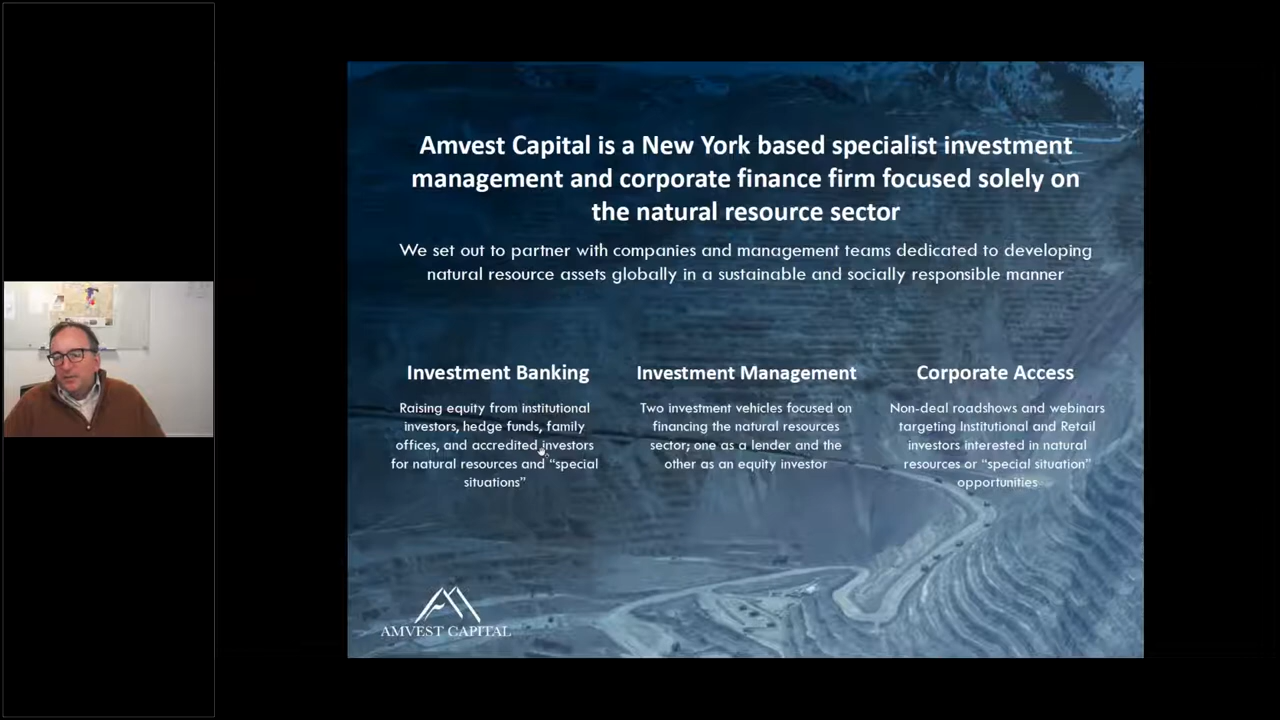 Amvest Capital is a New York based specialist investment
management and corporate finance firm focused solely on
the natural resource sector
We set out to partner with companies and management teams dedicated to developing
natural resource assets globally in a sustainable and socially responsible manner
Investment Banking
Raising equity from institutional
investors, hedge funds, family
offices, and accredited investors
for natural resources and “special
situations”
Investment Management
Two investment vehicles focused on
financing the natural resources
sector; one as a lender and the
other as an equity investor
Corporate Access
Non-deal roadshows and webinars
targeting Institutional and Retail
investors interested in natural
resources or “special situation”
opportunities
AMVEST CAPITAL